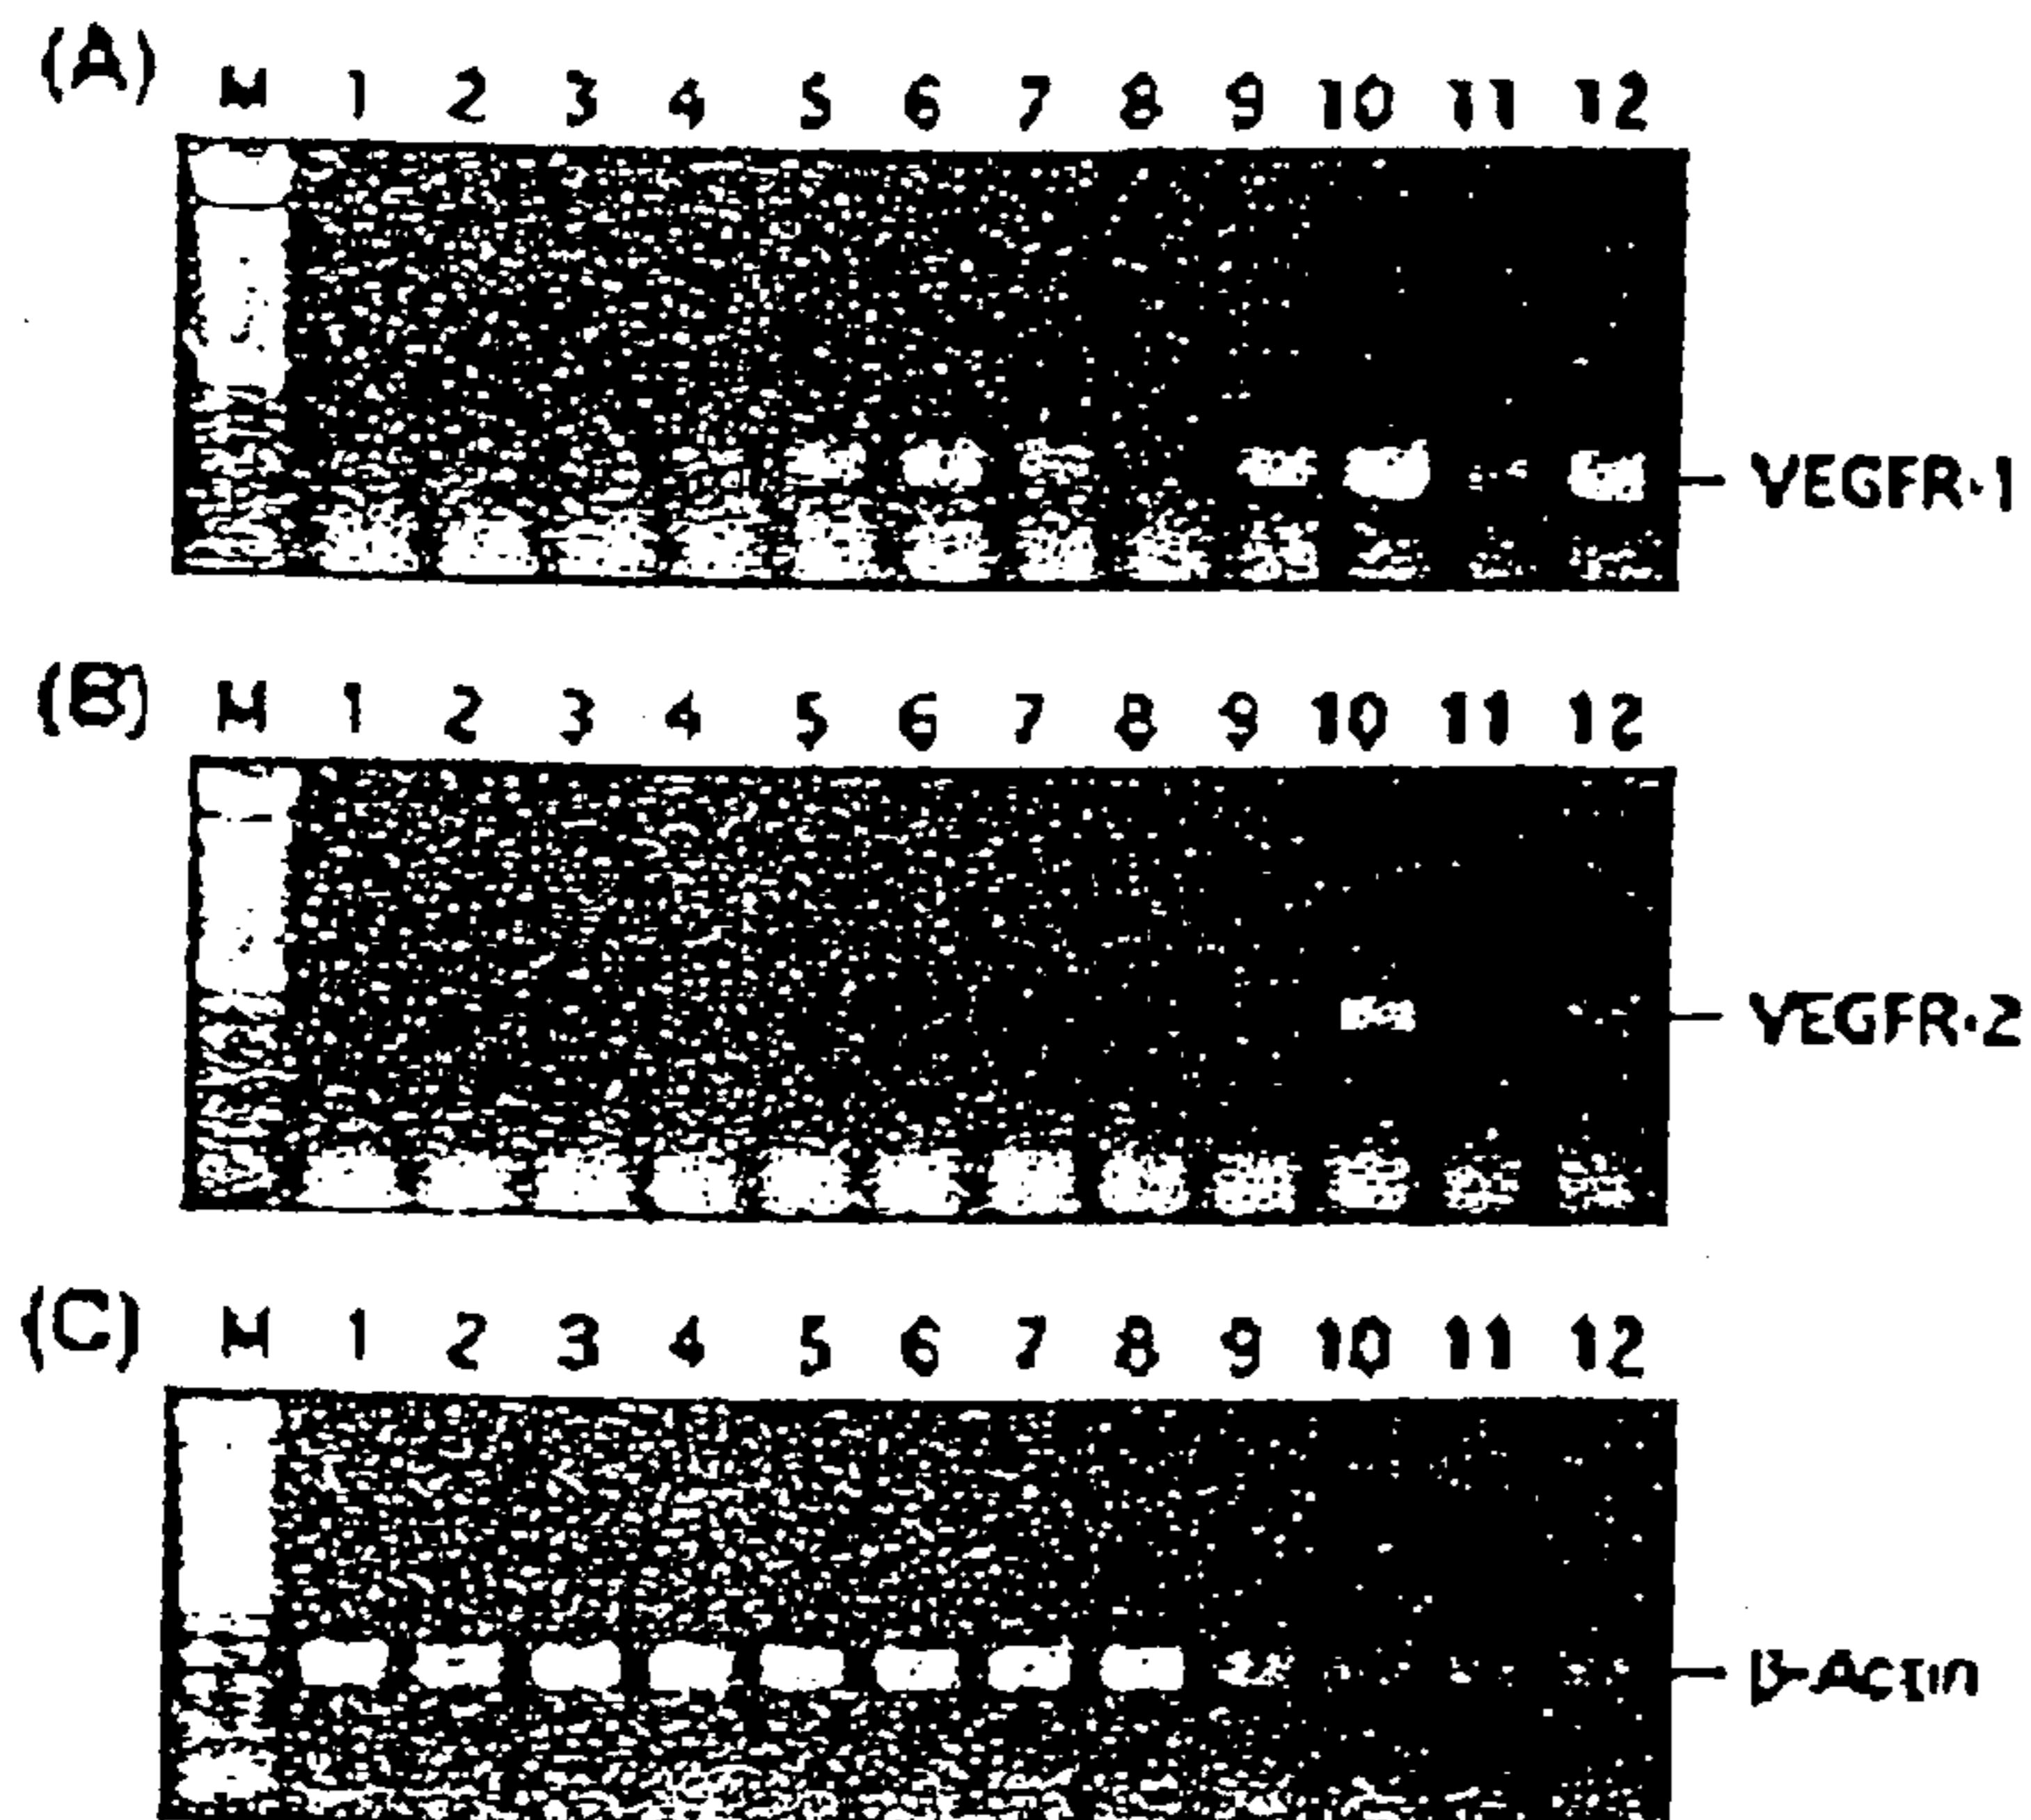 (A) M 1 2 3 4 5 6 7 8 9 10 11 12
VEGFR-1
(B) M 1 2 3 4 5 6 7 8 9 10 11 12
VEGFR-2
(C) M 1 2 3 4 5 6 7 8 9 10 11 12
β-Actin